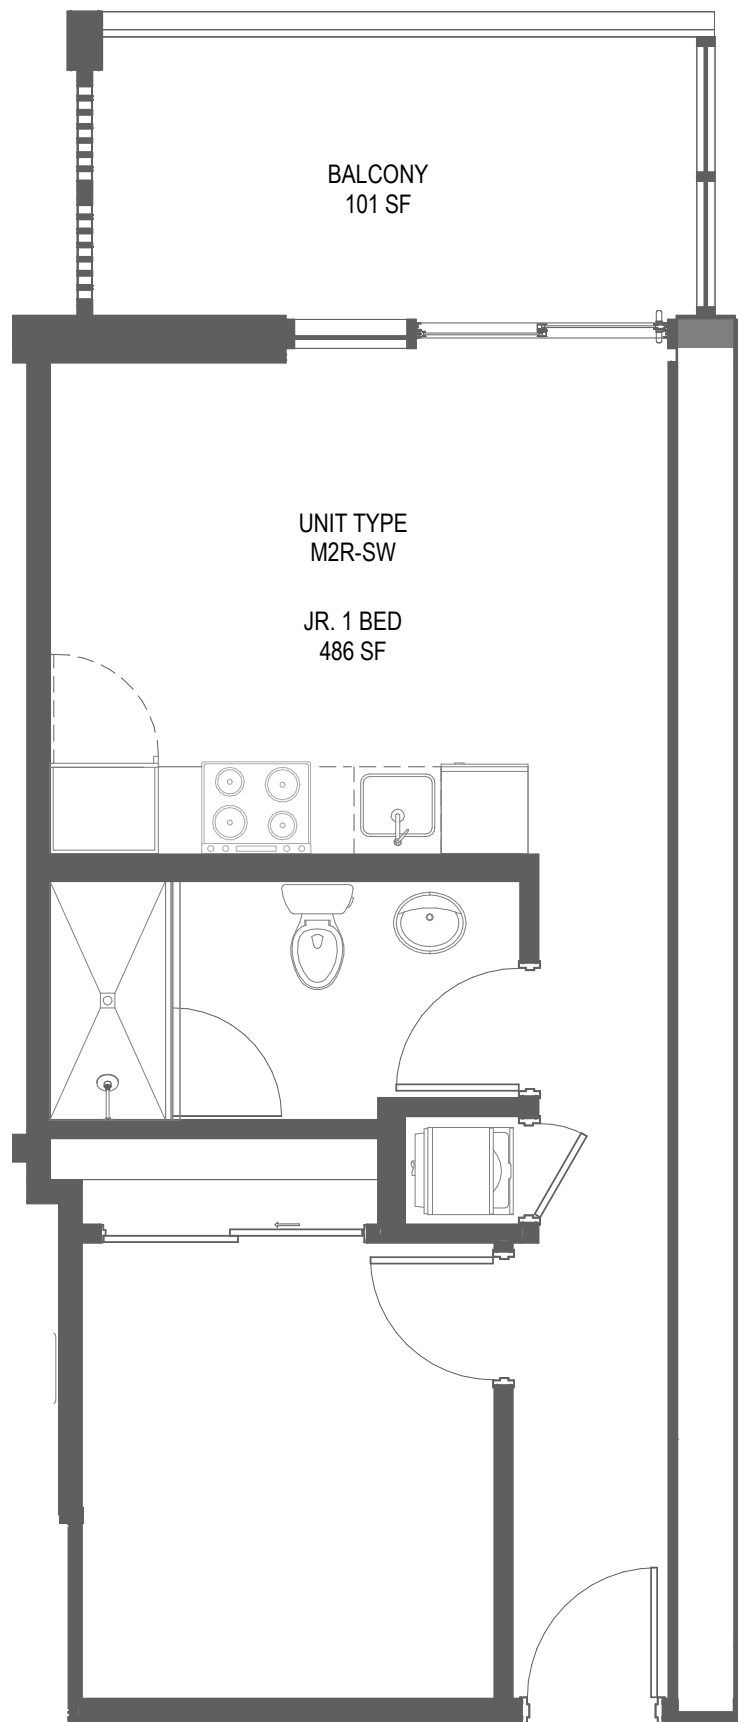 BALCONY
101 SF
UNIT TYPE
M2R-SW
JR. 1 BED
486 SF